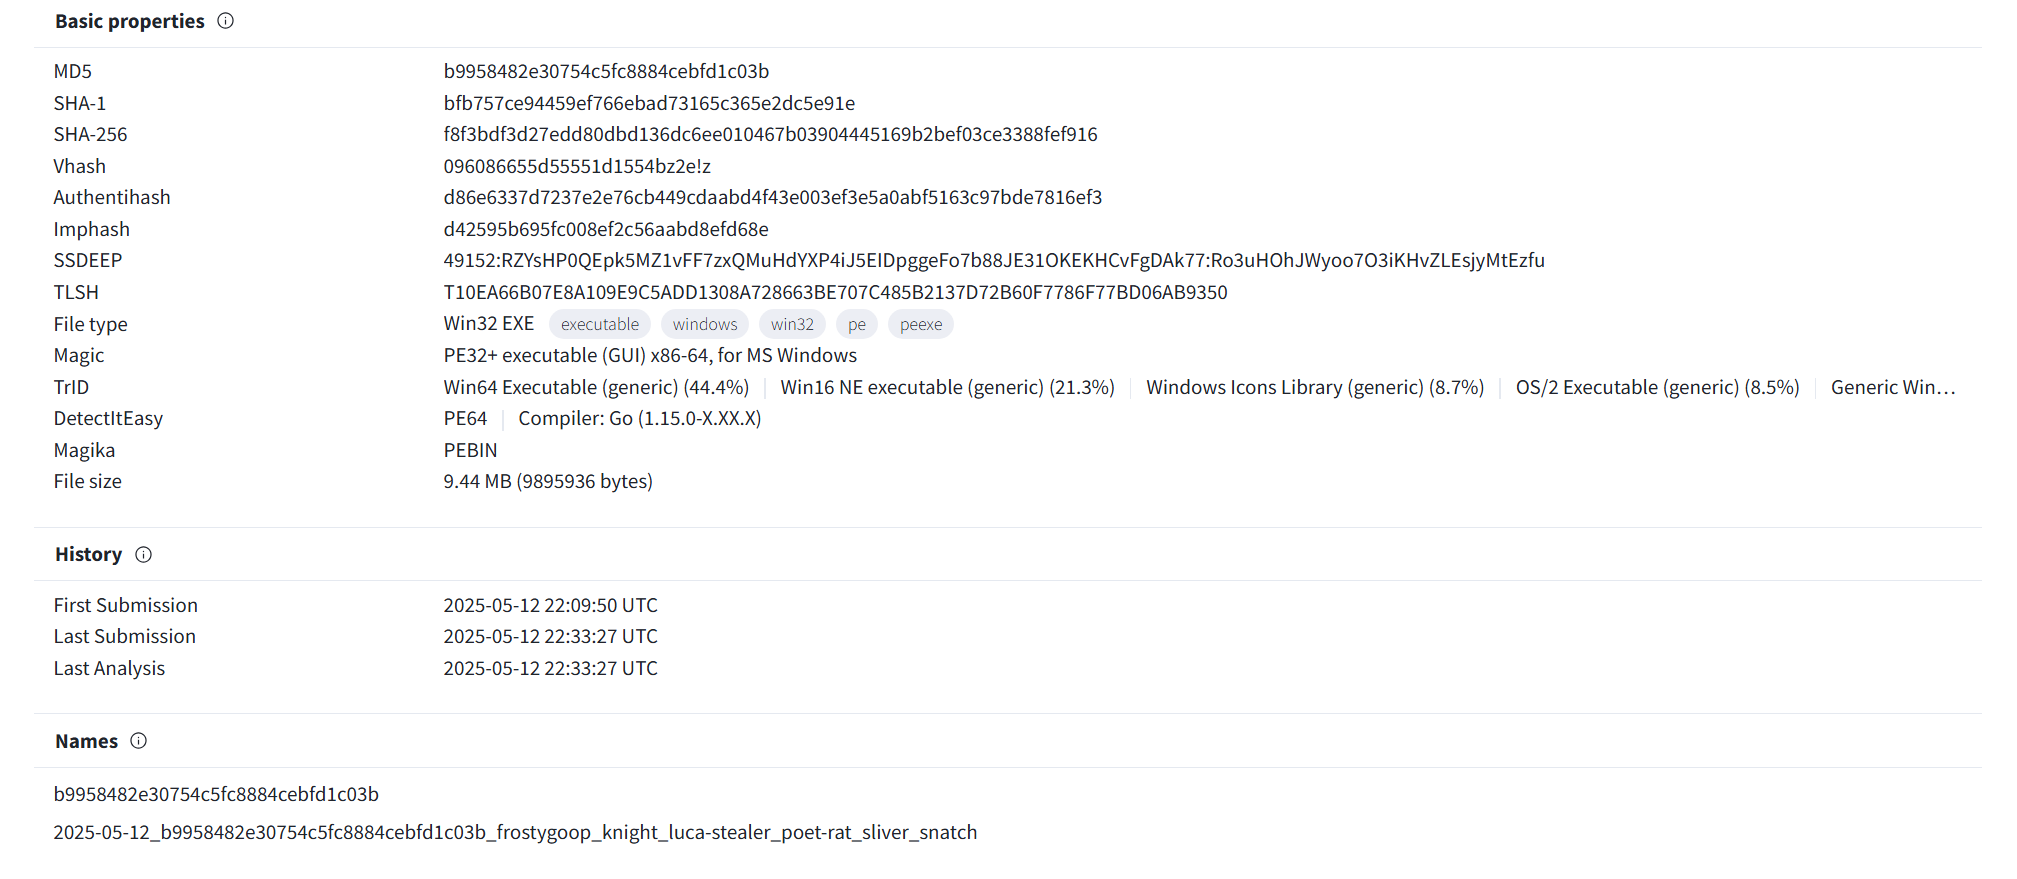 Basic properties
MD5 b9958482e30754c5fc8884cebfd1c03b
SHA-1 bfb757ce94459ef766ebad73165c365e2dc5e91e
SHA-256 f8f3bdf3d27edd80dbd136dc6ee010467b03904445169b2bef03ce3388fef916
Vhash 096086655d55551d1554bz2e!z
Authentihash d86e6337d7237e2e76cb449cdaabd4f43e003ef3e5a0abf5163c97bde7816ef3
Imphash d42595b695fc008ef2c56aabd8efd68e
SSDEEP 49152:RZYsHP0QEpk5MZ1vFF7zxQMuHdYXP4iJ5EIDpggeFo7b88JE31OKEKHCvFgDAk77:Ro3uHOhJWyoo7O3iKHvZLEsjyMtEzfu
TLSH T10EA66B07E8A109E9C5ADD1308A728663BE707C485B2137D72B60F7786F77BD06AB9350
File type Win32 EXE executable windows win32 pe peexe
Magic PE32+ executable (GUI) x86-64, for MS Windows
TrID Win64 Executable (generic) (44.4%) Win16 NE executable (generic) (21.3%) Windows Icons Library (generic) (8.7%) OS/2 Executable (generic) (8.5%) Generic Win…
DetectItEasy PE64 Compiler: Go (1.15.0-X.XX.X)
Magika PEBIN
File size 9.44 MB (9895936 bytes)
History
First Submission 2025-05-12 22:09:50 UTC
Last Submission 2025-05-12 22:33:27 UTC
Last Analysis 2025-05-12 22:33:27 UTC
Names
b9958482e30754c5fc8884cebfd1c03b
2025-05-12_b9958482e30754c5fc8884cebfd1c03b_frostygoop_knight_luca-stealer_poet-rat_sliver_snatch